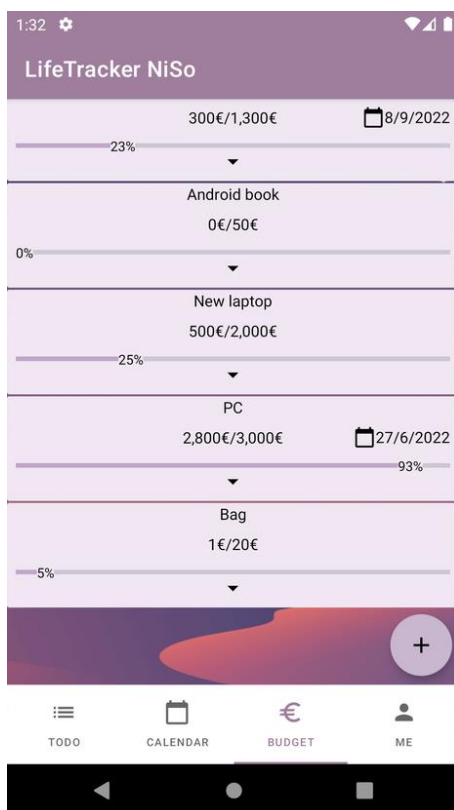 1:32
LifeTracker NiSo
300€/1,300€ 8/9/2022
23%
Android book
0€/50€
0%
New laptop
500€/2,000€
25%
PC
2,800€/3,000€ 27/6/2022
93%
Bag
1€/20€
5%
+
TODO CALENDAR BUDGET ME